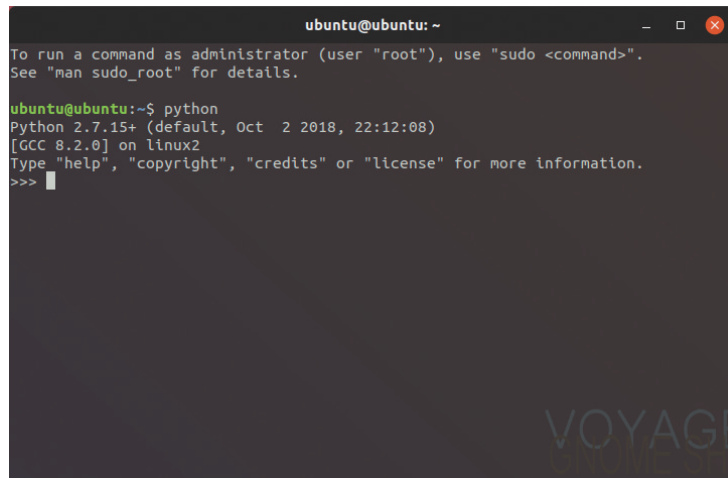 ubuntu@ubuntu: ~
To run a command as administrator (user "root"), use "sudo <command>".
See "man sudo_root" for details.
ubuntu@ubuntu:~$ python
Python 2.7.15+ (default, Oct  2 2018, 22:12:08)
[GCC 8.2.0] on linux2
Type "help", "copyright", "credits" or "license" for more information.
>>>
GNOME